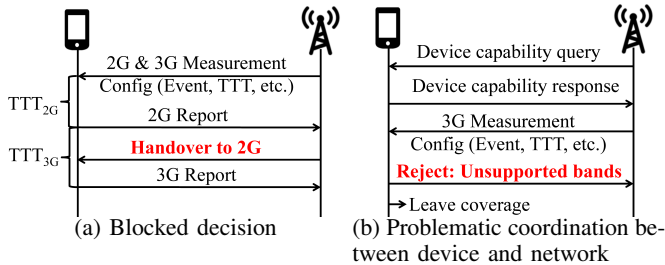 2G & 3G Measurement
Config (Event, TTT, etc.)
TTT2G
2G Report
Handover to 2G
TTT3G
3G Report
(a) Blocked decision
Device capability query
Device capability response
3G Measurement
Config (Event, TTT, etc.)
Reject: Unsupported bands
Leave coverage
(b) Problematic coordination be-
tween device and network